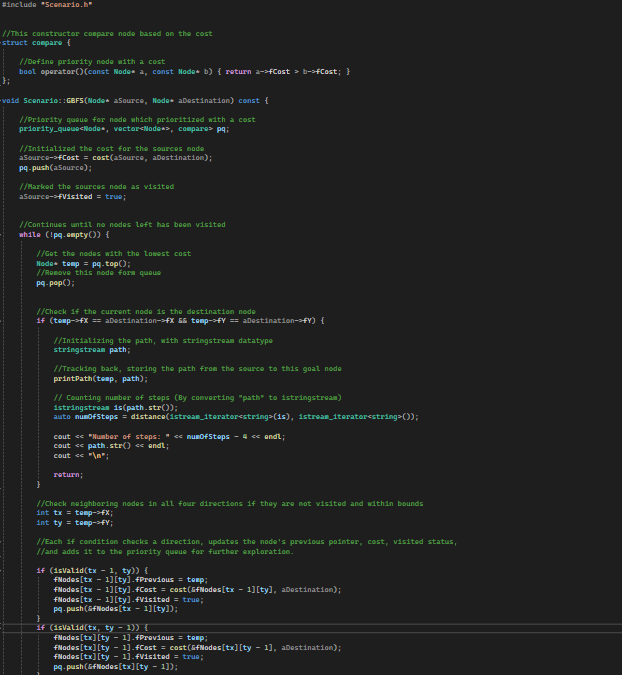 #include "Scenario.h"
//This constructor compare node based on the cost
struct compare {
//Define priority node with a cost
bool operator()(const Node* a, const Node* b) { return a->fCost > b->fCost; }
};
void Scenario::GBFS(Node* aSource, Node* aDestination) const {
//Priority queue for node which prioritized with a cost
priority_queue<Node*, vector<Node*>, compare> pq;
//Initialized the cost for the sources node
aSource->fCost = cost(aSource, aDestination);
pq.push(aSource);
//Marked the sources node as visited
aSource->fVisited = true;
//Continues until no nodes left has been visited
while (!pq.empty()) {
//Get the nodes with the lowest cost
Node* temp = pq.top();
//Remove this node form queue
pq.pop();
//Check if the current node is the destination node
if (temp->fX == aDestination->fX && temp->fY == aDestination->fY) {
//Initializing the path, with stringstream datatype
stringstream path;
//Tracking back, storing the path from the source to this goal node
printPath(temp, path);
// Counting number of steps (By converting "path" to istringstream)
istringstream is(path.str());
auto numOfSteps = distance(istream_iterator<string>(is), istream_iterator<string>());
cout << "Number of steps: " << numOfSteps - 4 << endl;
cout << path.str() << endl;
cout << "\n";
return;
}
//Check neighboring nodes in all four directions if they are not visited and within bounds
int tx = temp->fX;
int ty = temp->fY;
//Each if condition checks a direction, updates the node's previous pointer, cost, visited status,
//and adds it to the priority queue for further exploration.
if (isValid(tx - 1, ty)) {
fNodes[tx - 1][ty].fPrevious = temp;
fNodes[tx - 1][ty].fCost = cost(&fNodes[tx - 1][ty], aDestination);
fNodes[tx - 1][ty].fVisited = true;
pq.push(&fNodes[tx - 1][ty]);
}
if (isValid(tx, ty - 1)) {
fNodes[tx][ty - 1].fPrevious = temp;
fNodes[tx][ty - 1].fCost = cost(&fNodes[tx][ty - 1], aDestination);
fNodes[tx][ty - 1].fVisited = true;
pq.push(&fNodes[tx][ty - 1]);